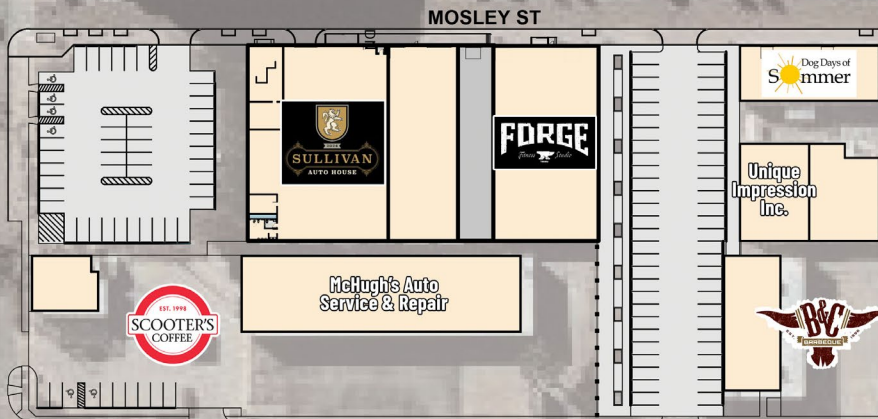 MOSLEY ST
Dog Days of
Sommer
SULLIVAN
AUTO HOUSE
FORGE
Fitness Studio
Unique
Impression
Inc.
McHugh's Auto
Service & Repair
EST. 1998
SCOOTER'S
COFFEE
B&C
BARBEQUE